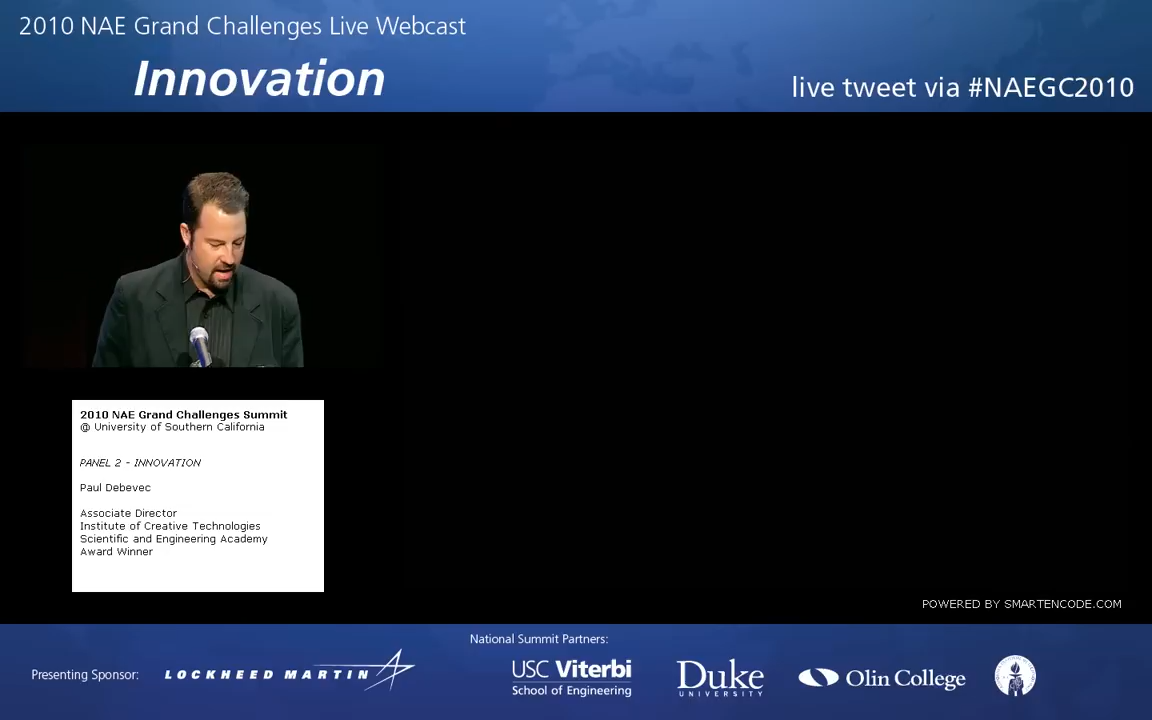 2010 NAE Grand Challenges Live Webcast
Innovation
live tweet via #NAEGC2010
2010 NAE Grand Challenges Summit
@ University of Southern California
PANEL 2 - INNOVATION
Paul Debevec
Associate Director
Institute of Creative Technologies
Scientific and Engineering Academy
Award Winner
POWERED BY SMARTENCODE.COM
National Summit Partners:
Presenting Sponsor:
LOCKHEED MARTIN
USC Viterbi
School of Engineering
Duke
UNIVERSITY
Olin College